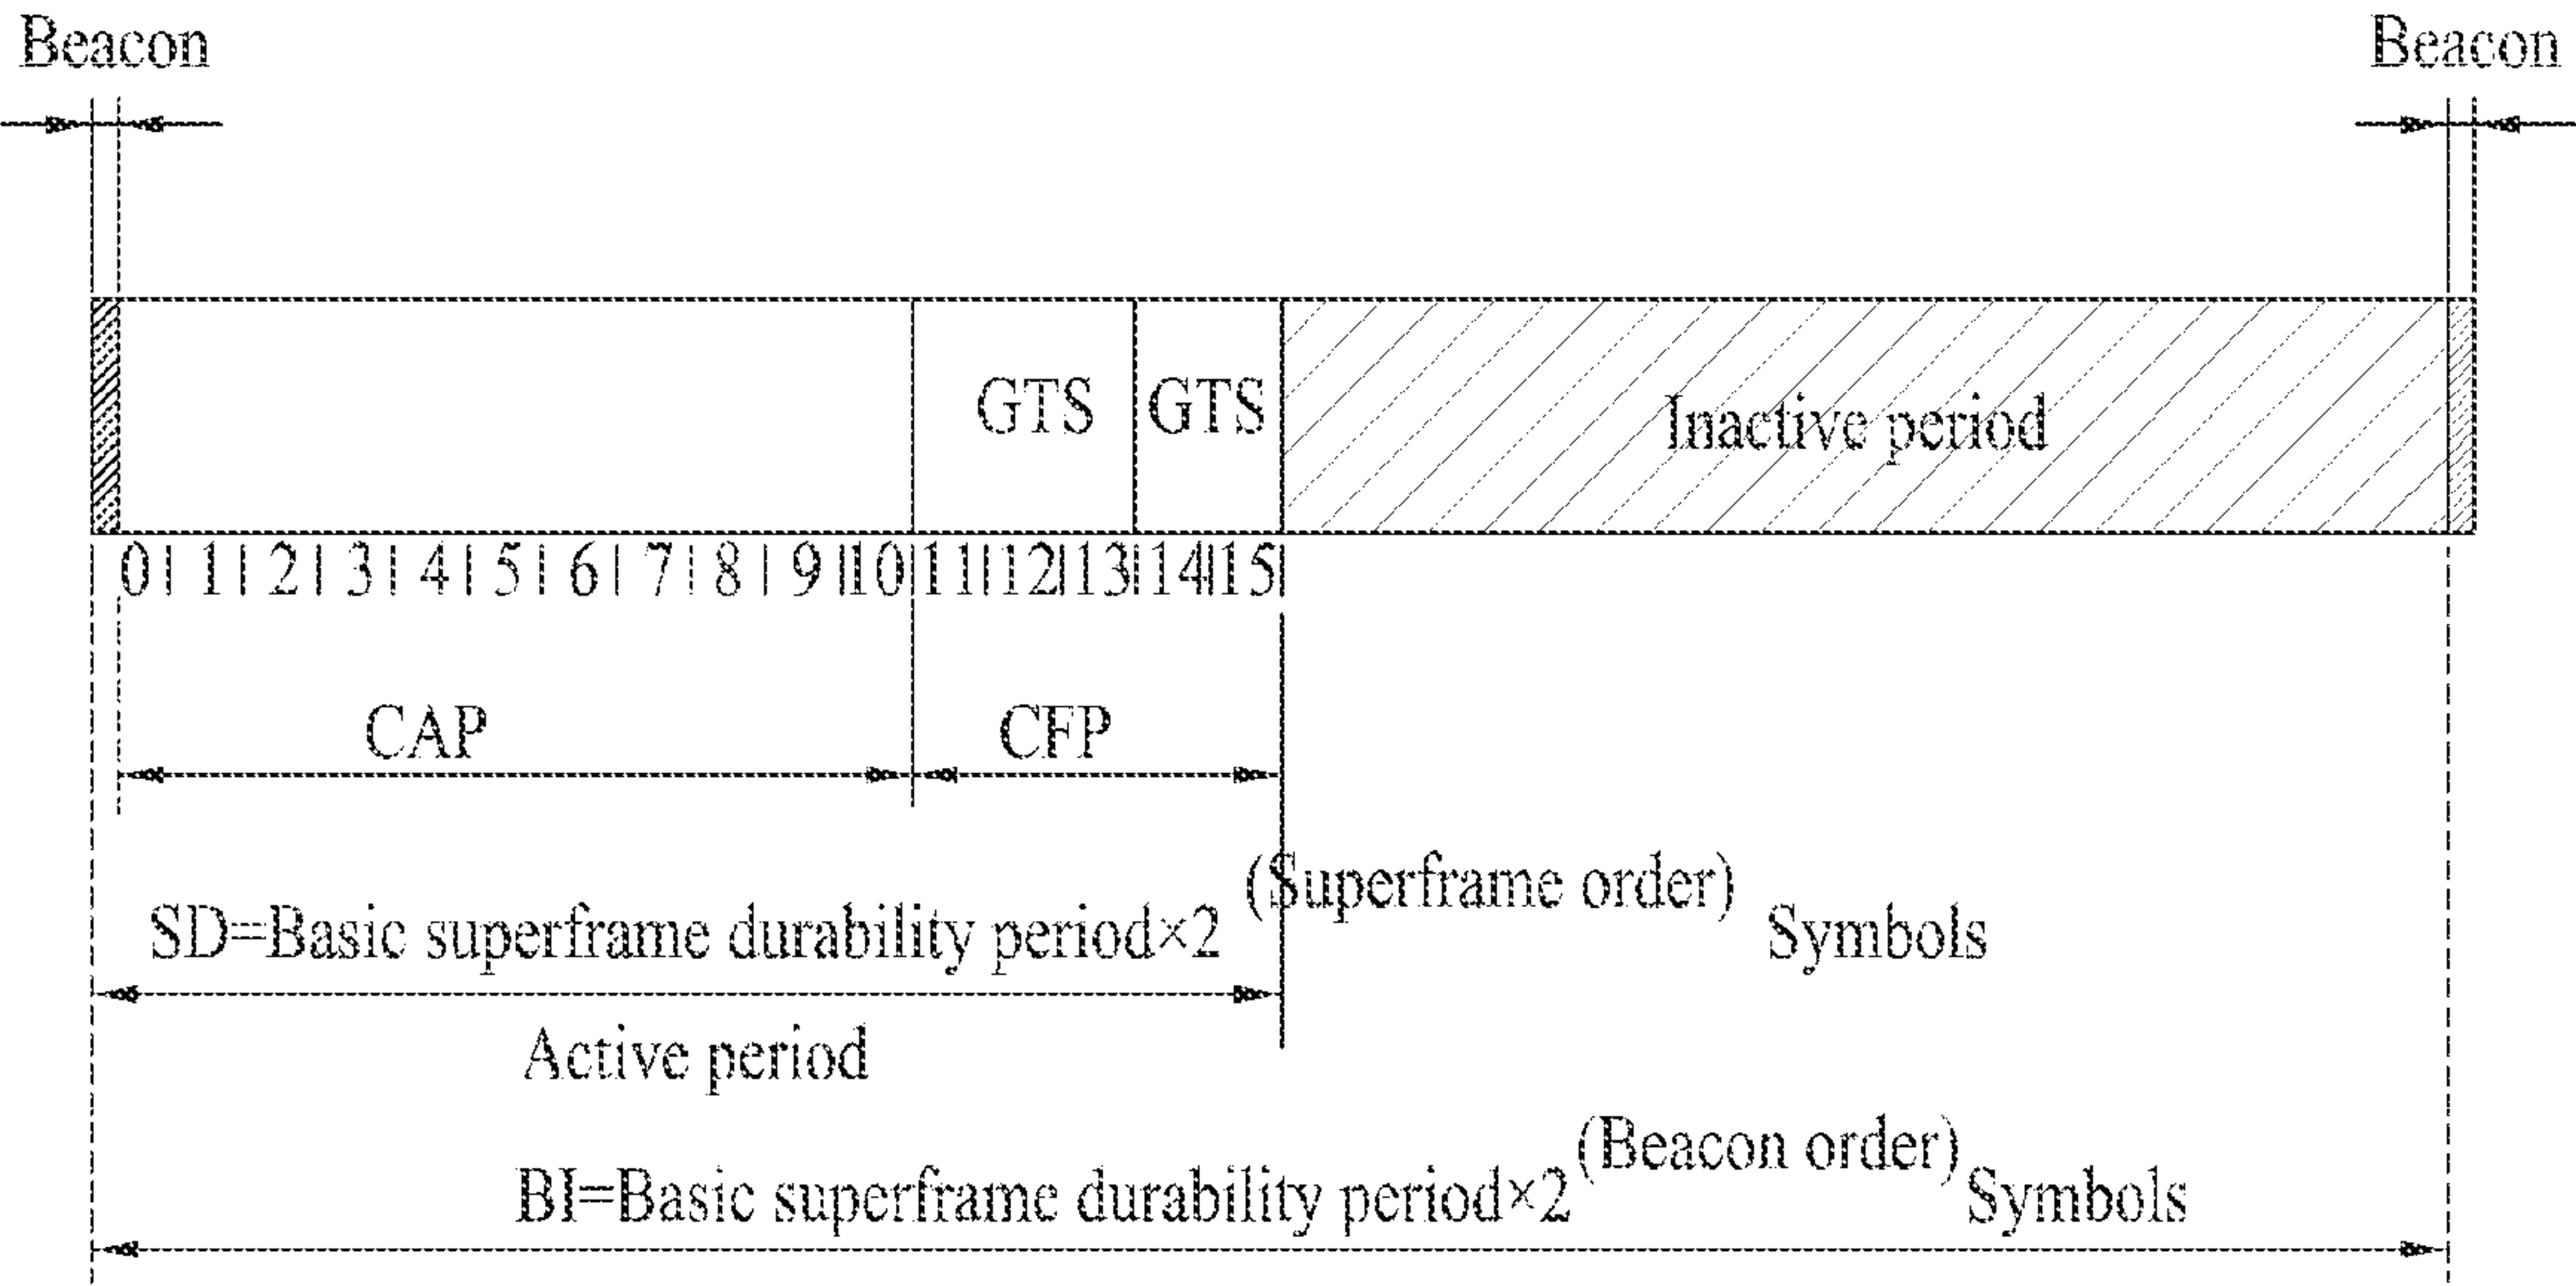 Beacon Beacon
GTS GTS Inactive period
0 1 2 3 4 5 6 7 8 9 10 11 12 13 14 15
CAP CFP
SD=Basic superframe durability period×2 (Superframe order) Symbols
Active period
BI=Basic superframe durability period×2 (Beacon order) Symbols